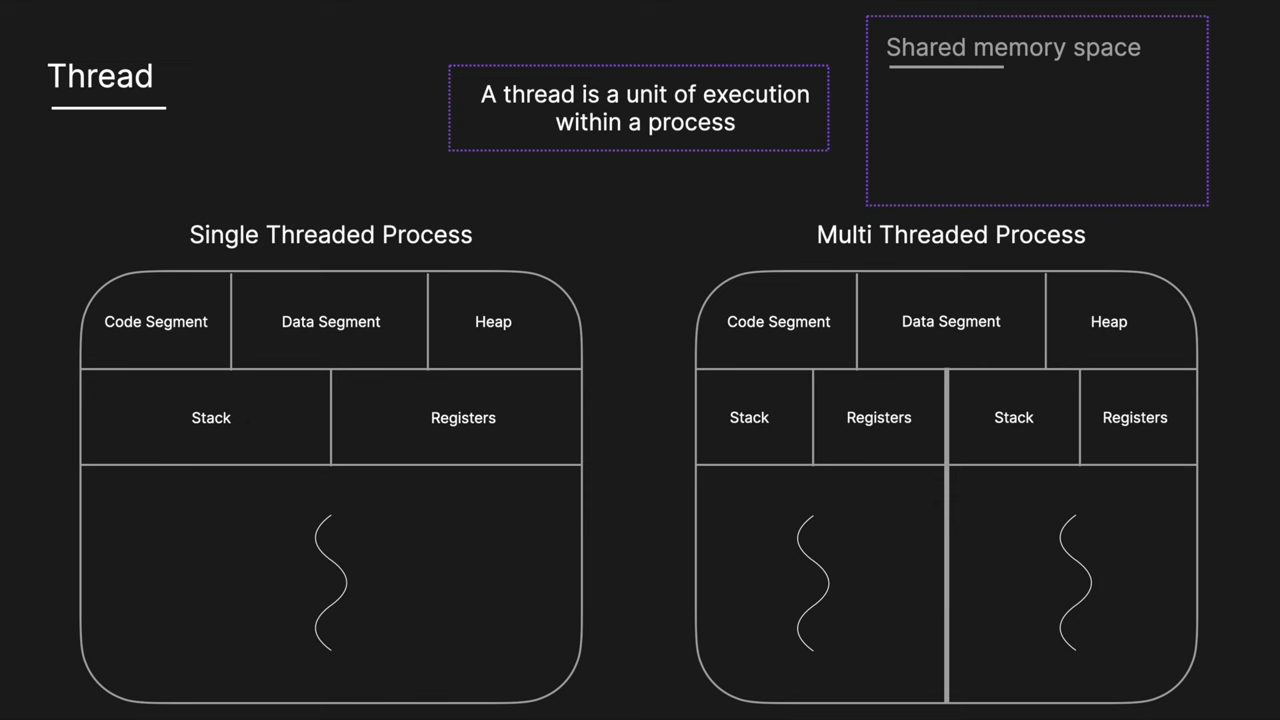 Thread
A thread is a unit of execution
within a process
Shared memory space
Single Threaded Process
Code Segment
Data Segment
Heap
Stack
Registers
Multi Threaded Process
Code Segment
Data Segment
Heap
Stack
Registers
Stack
Registers